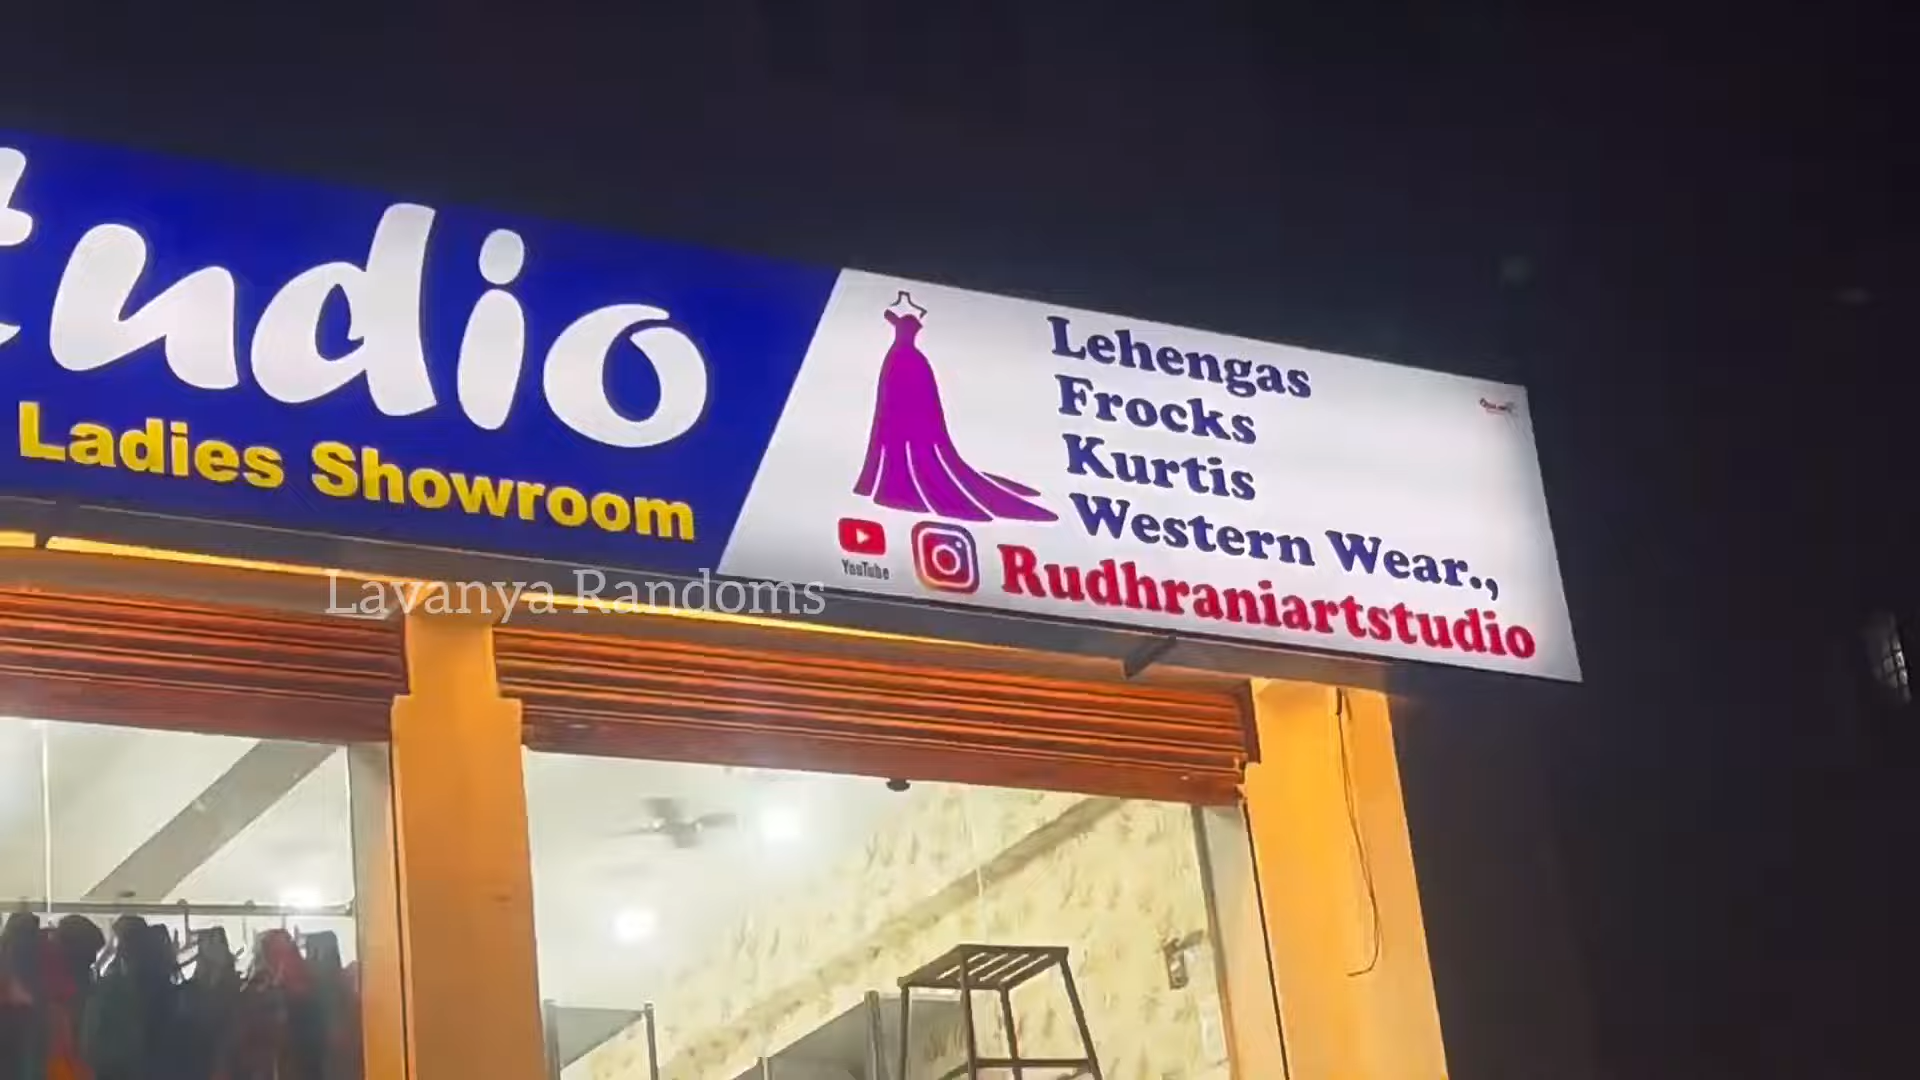 tudio
Ladies Showroom
Lehengas
Frocks
Kurtis
Western Wear.,
YouTube
Rudhraniartstudio
Lavanya Randoms